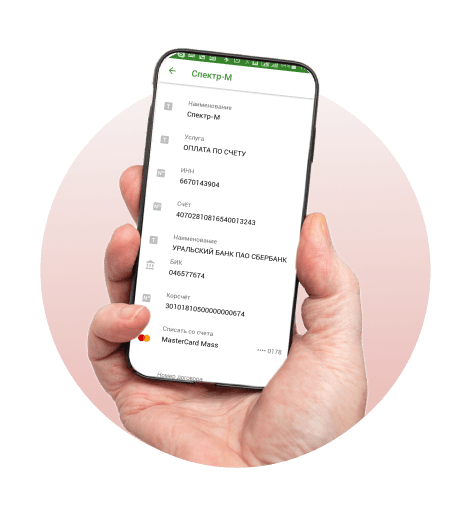 Спектр-М
Наименование
Спектр-М
Услуга
ОПЛАТА ПО СЧЕТУ
ИНН
6670143904
Счёт
40702810816540013243
Наименование
УРАЛЬСКИЙ БАНК ПАО СБЕРБАНК
БИК
046577674
Корсчёт
30101810500000000674
Списать со счета
MasterCard Mass
•••• 0178
Номер договора